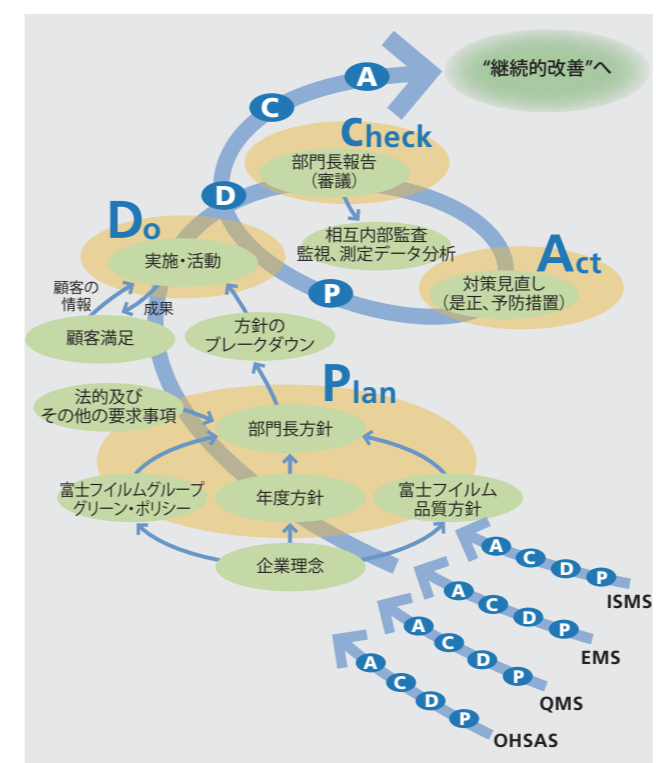 “継続的改善”へ
A
C
Check
部門長報告
（審議）
D
Do
相互内部監査
監視、測定データ分析
Act
実施・活動
対策見直し
（是正、予防措置）
P
顧客の
情報
成果
顧客満足
方針の
ブレークダウン
Plan
法的及び
その他の要求事項
部門長方針
富士フイルムグループ
グリーン・ポリシー
年度方針
富士フイルム
品質方針
企業理念
A C D P
ISMS
A C D P
EMS
A C D P
QMS
A C D P
OHSAS